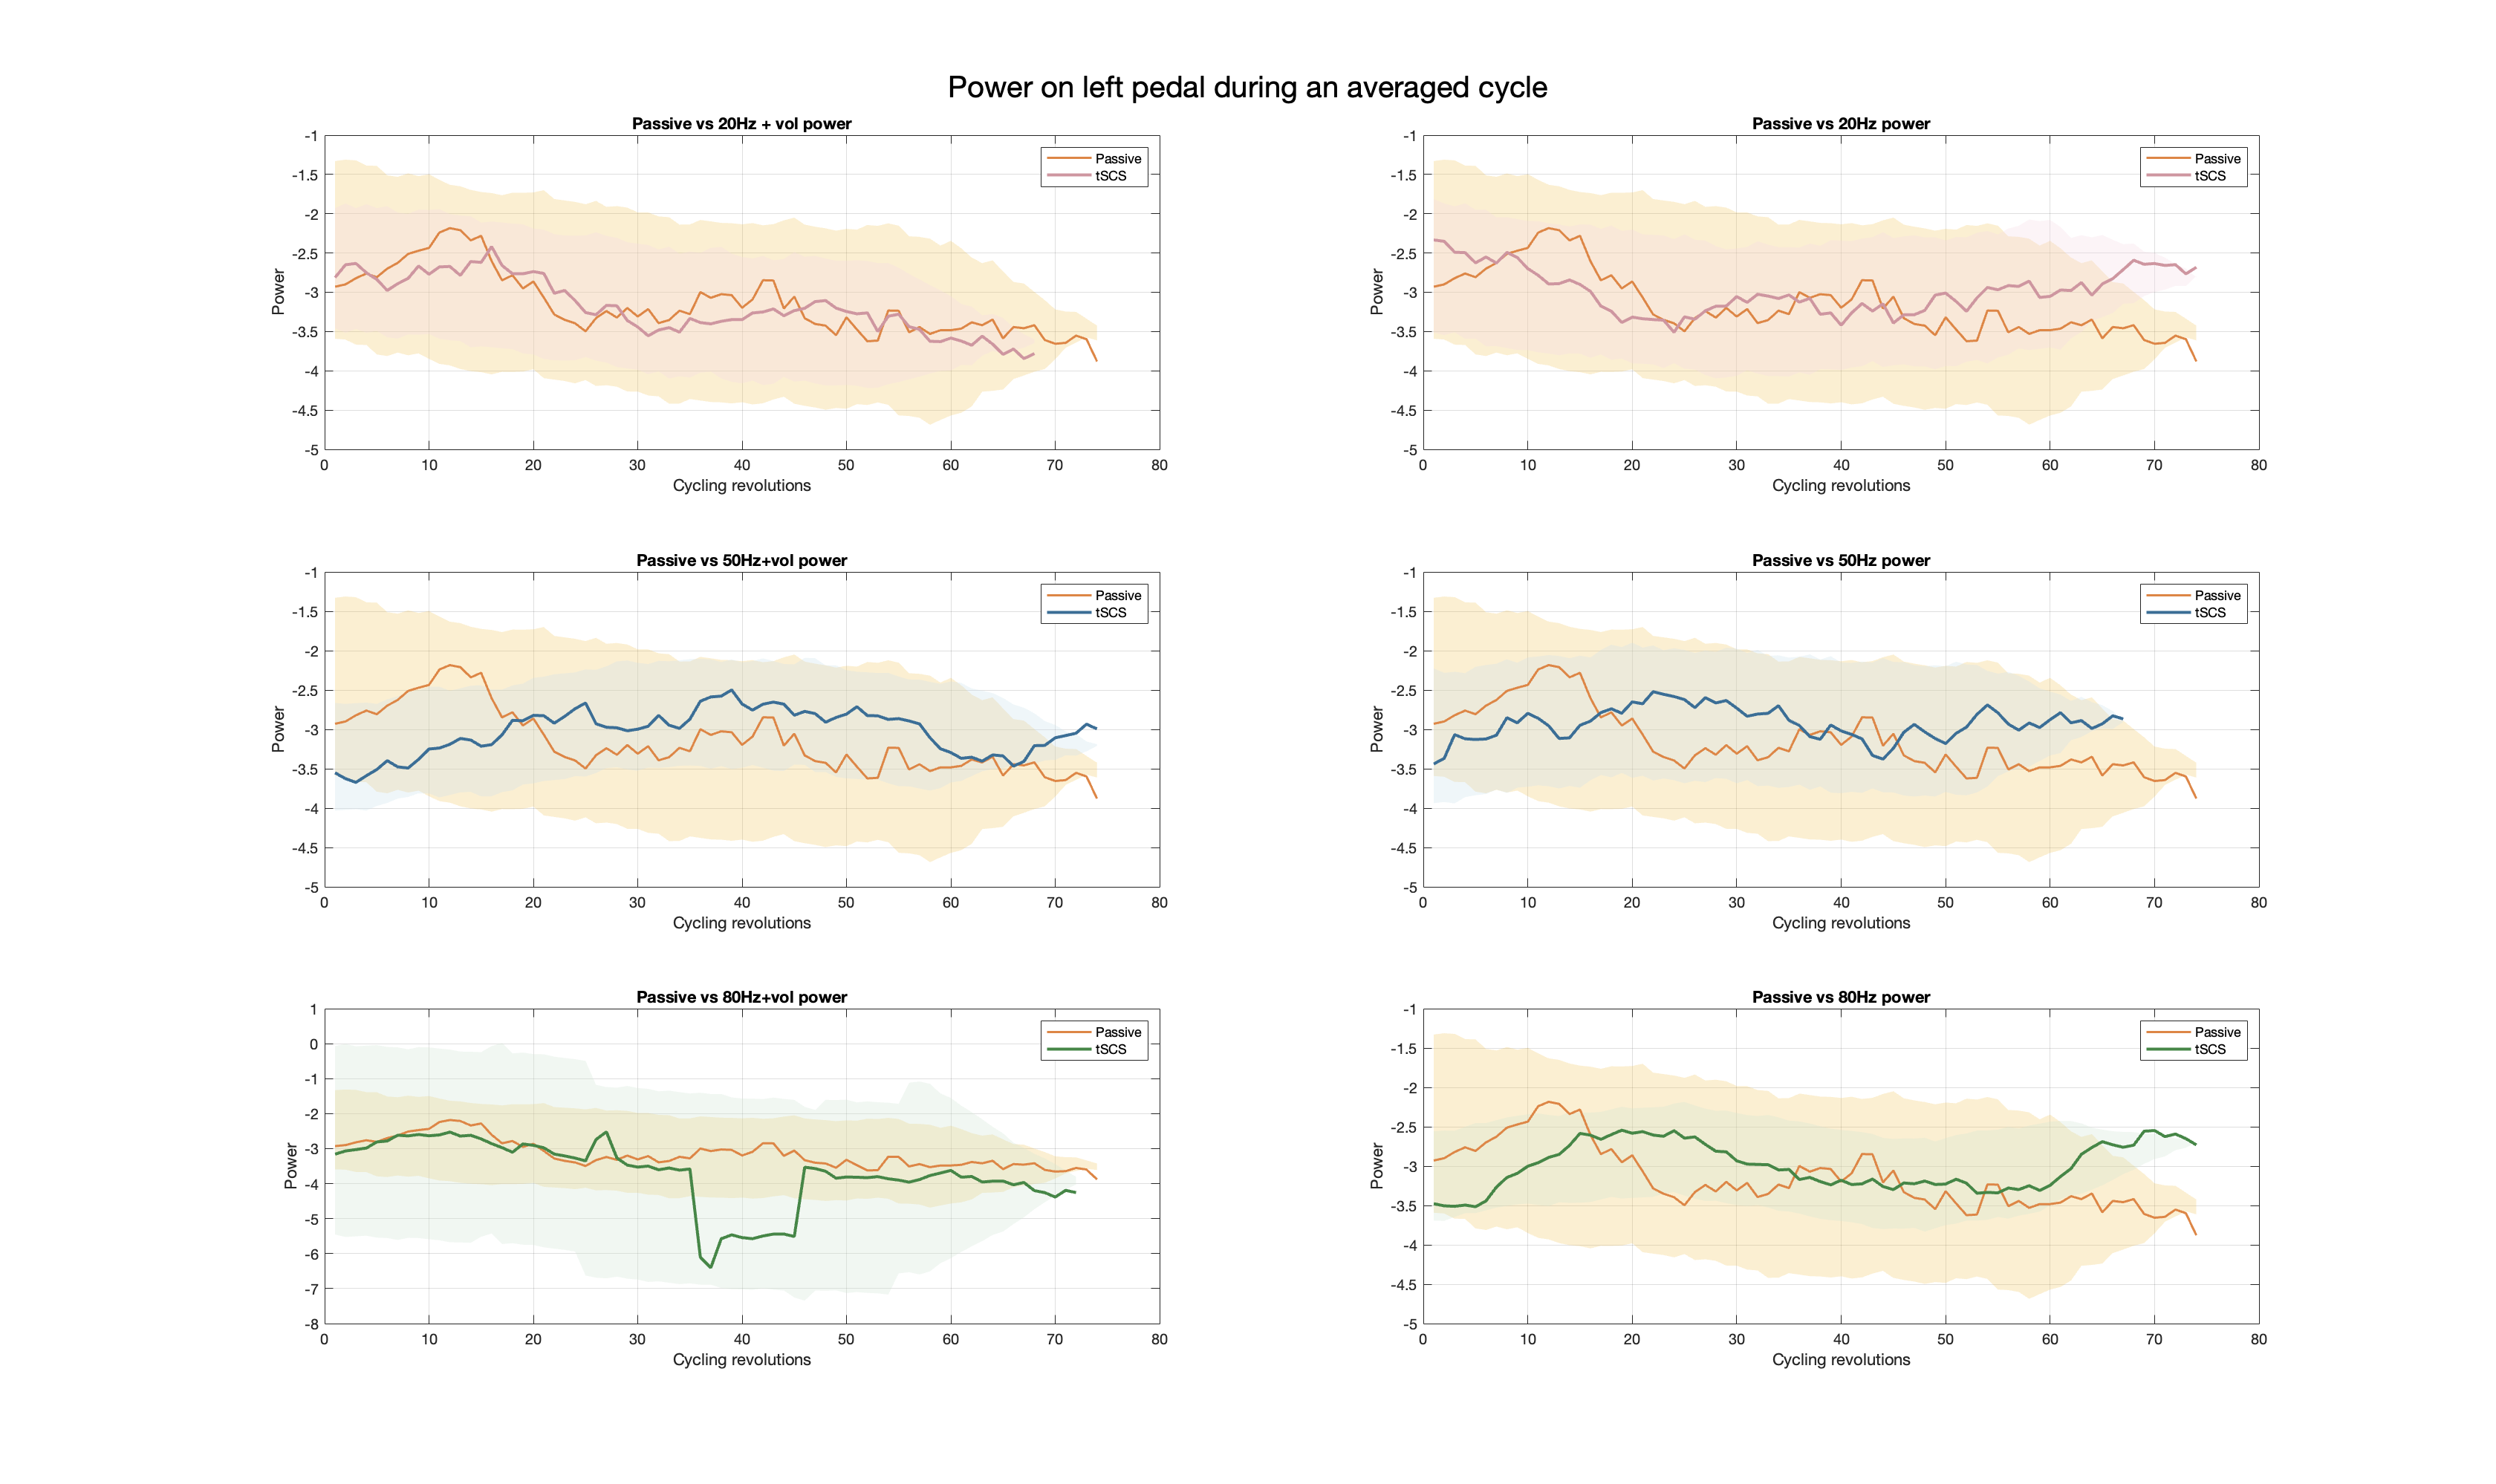 Power on left pedal during an averaged cycle
Passive vs 20Hz + vol power
-1
-1.5
-2
-2.5
-3
-3.5
-4
-4.5
-5
Power
0 10 20 30 40 50 60 70 80
Cycling revolutions
Passive
tSCS
Passive vs 20Hz power
-1
-1.5
-2
-2.5
-3
-3.5
-4
-4.5
-5
Power
0 10 20 30 40 50 60 70 80
Cycling revolutions
Passive
tSCS
Passive vs 50Hz+vol power
-1
-1.5
-2
-2.5
-3
-3.5
-4
-4.5
-5
Power
0 10 20 30 40 50 60 70 80
Cycling revolutions
Passive
tSCS
Passive vs 50Hz power
-1
-1.5
-2
-2.5
-3
-3.5
-4
-4.5
-5
Power
0 10 20 30 40 50 60 70 80
Cycling revolutions
Passive
tSCS
Passive vs 80Hz+vol power
1
0
-1
-2
-3
-4
-5
-6
-7
-8
Power
0 10 20 30 40 50 60 70 80
Cycling revolutions
Passive
tSCS
Passive vs 80Hz power
-1
-1.5
-2
-2.5
-3
-3.5
-4
-4.5
-5
Power
0 10 20 30 40 50 60 70 80
Cycling revolutions
Passive
tSCS